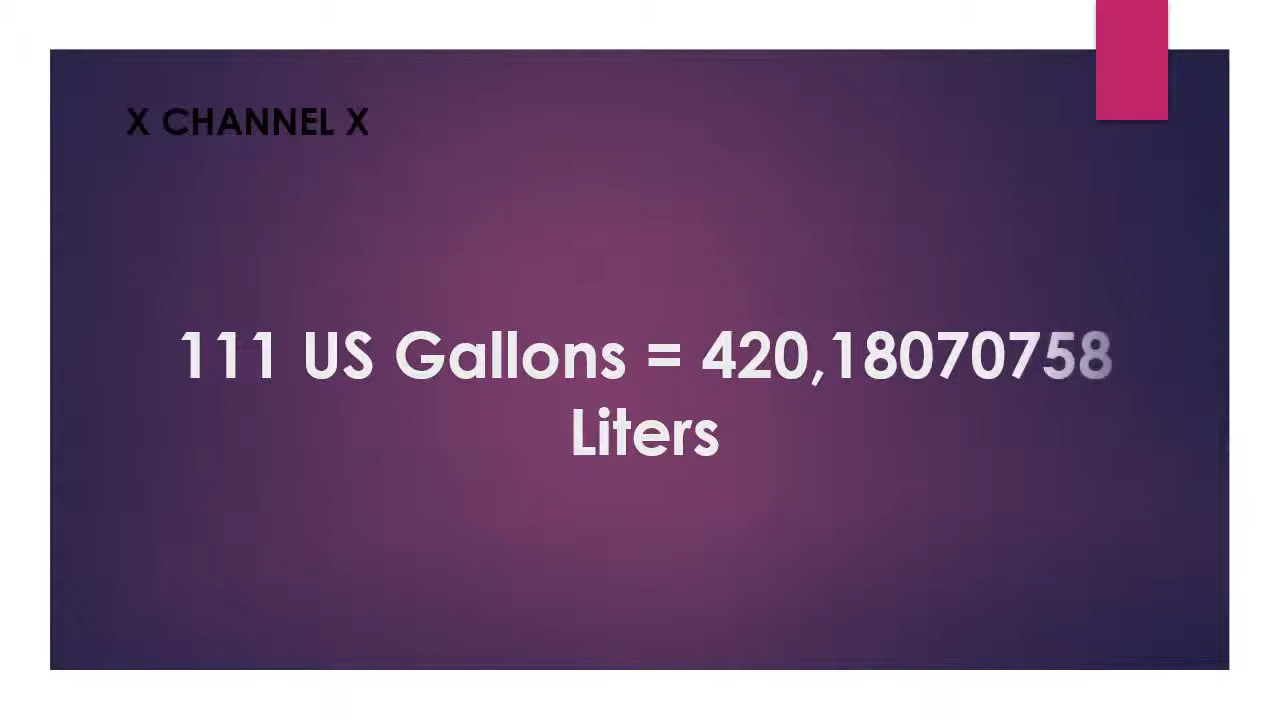 X CHANNEL X
111 US Gallons = 420,18070758
Liters